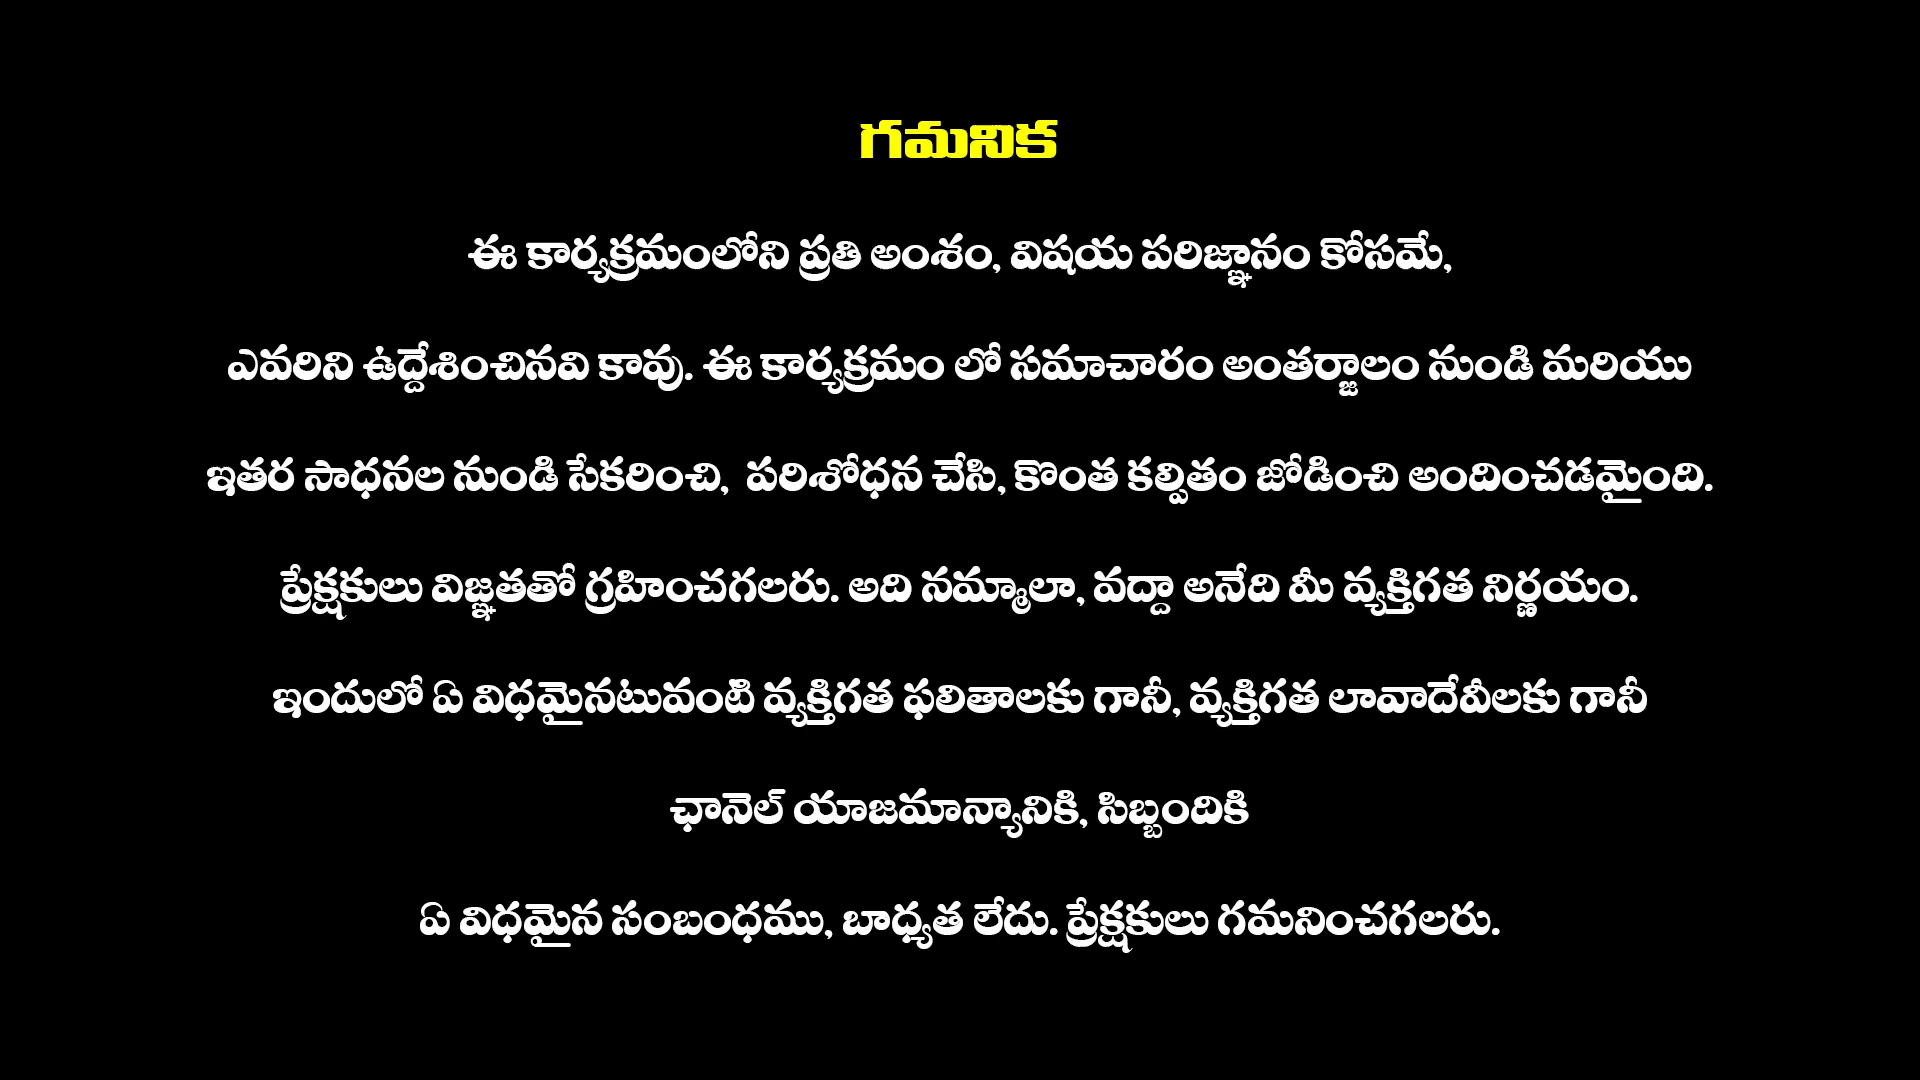 గమనిక
ఈ కార్యక్రమంలోని ప్రతి అంశం, విషయ పరిజ్ఞానం కోసమే,
ఎవరిని ఉద్దేశించినవి కావు. ఈ కార్యక్రమం లో సమాచారం అంతర్జాలం నుండి మరియు
ఇతర సాధనల నుండి సేకరించి, పరిశోధన చేసి, కొంత కల్పితం జోడించి అందించడమైంది.
ప్రేక్షకులు విజ్ఞతతో గ్రహించగలరు. అది నమ్మాలా, వద్దా అనేది మీ వ్యక్తిగత నిర్ణయం.
ఇందులో ఏ విధమైనటువంటి వ్యక్తిగత ఫలితాలకు గానీ, వ్యక్తిగత లావాదేవీలకు గానీ
ఛానెల్ యాజమాన్యానికి, సిబ్బందికి
ఏ విధమైన సంబంధము, బాధ్యత లేదు. ప్రేక్షకులు గమనించగలరు.